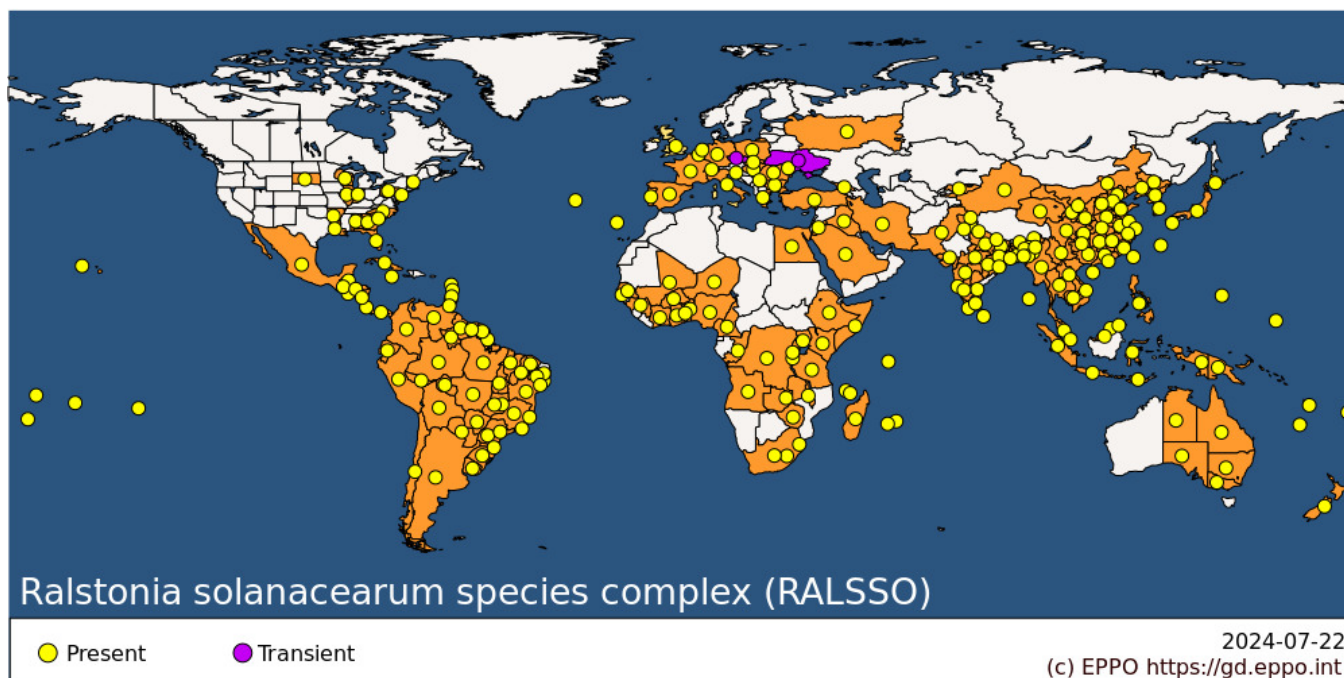 Ralstonia solanacearum species complex (RALSSO)
Present
Transient
2024-07-22
(c) EPPO https://gd.eppo.int